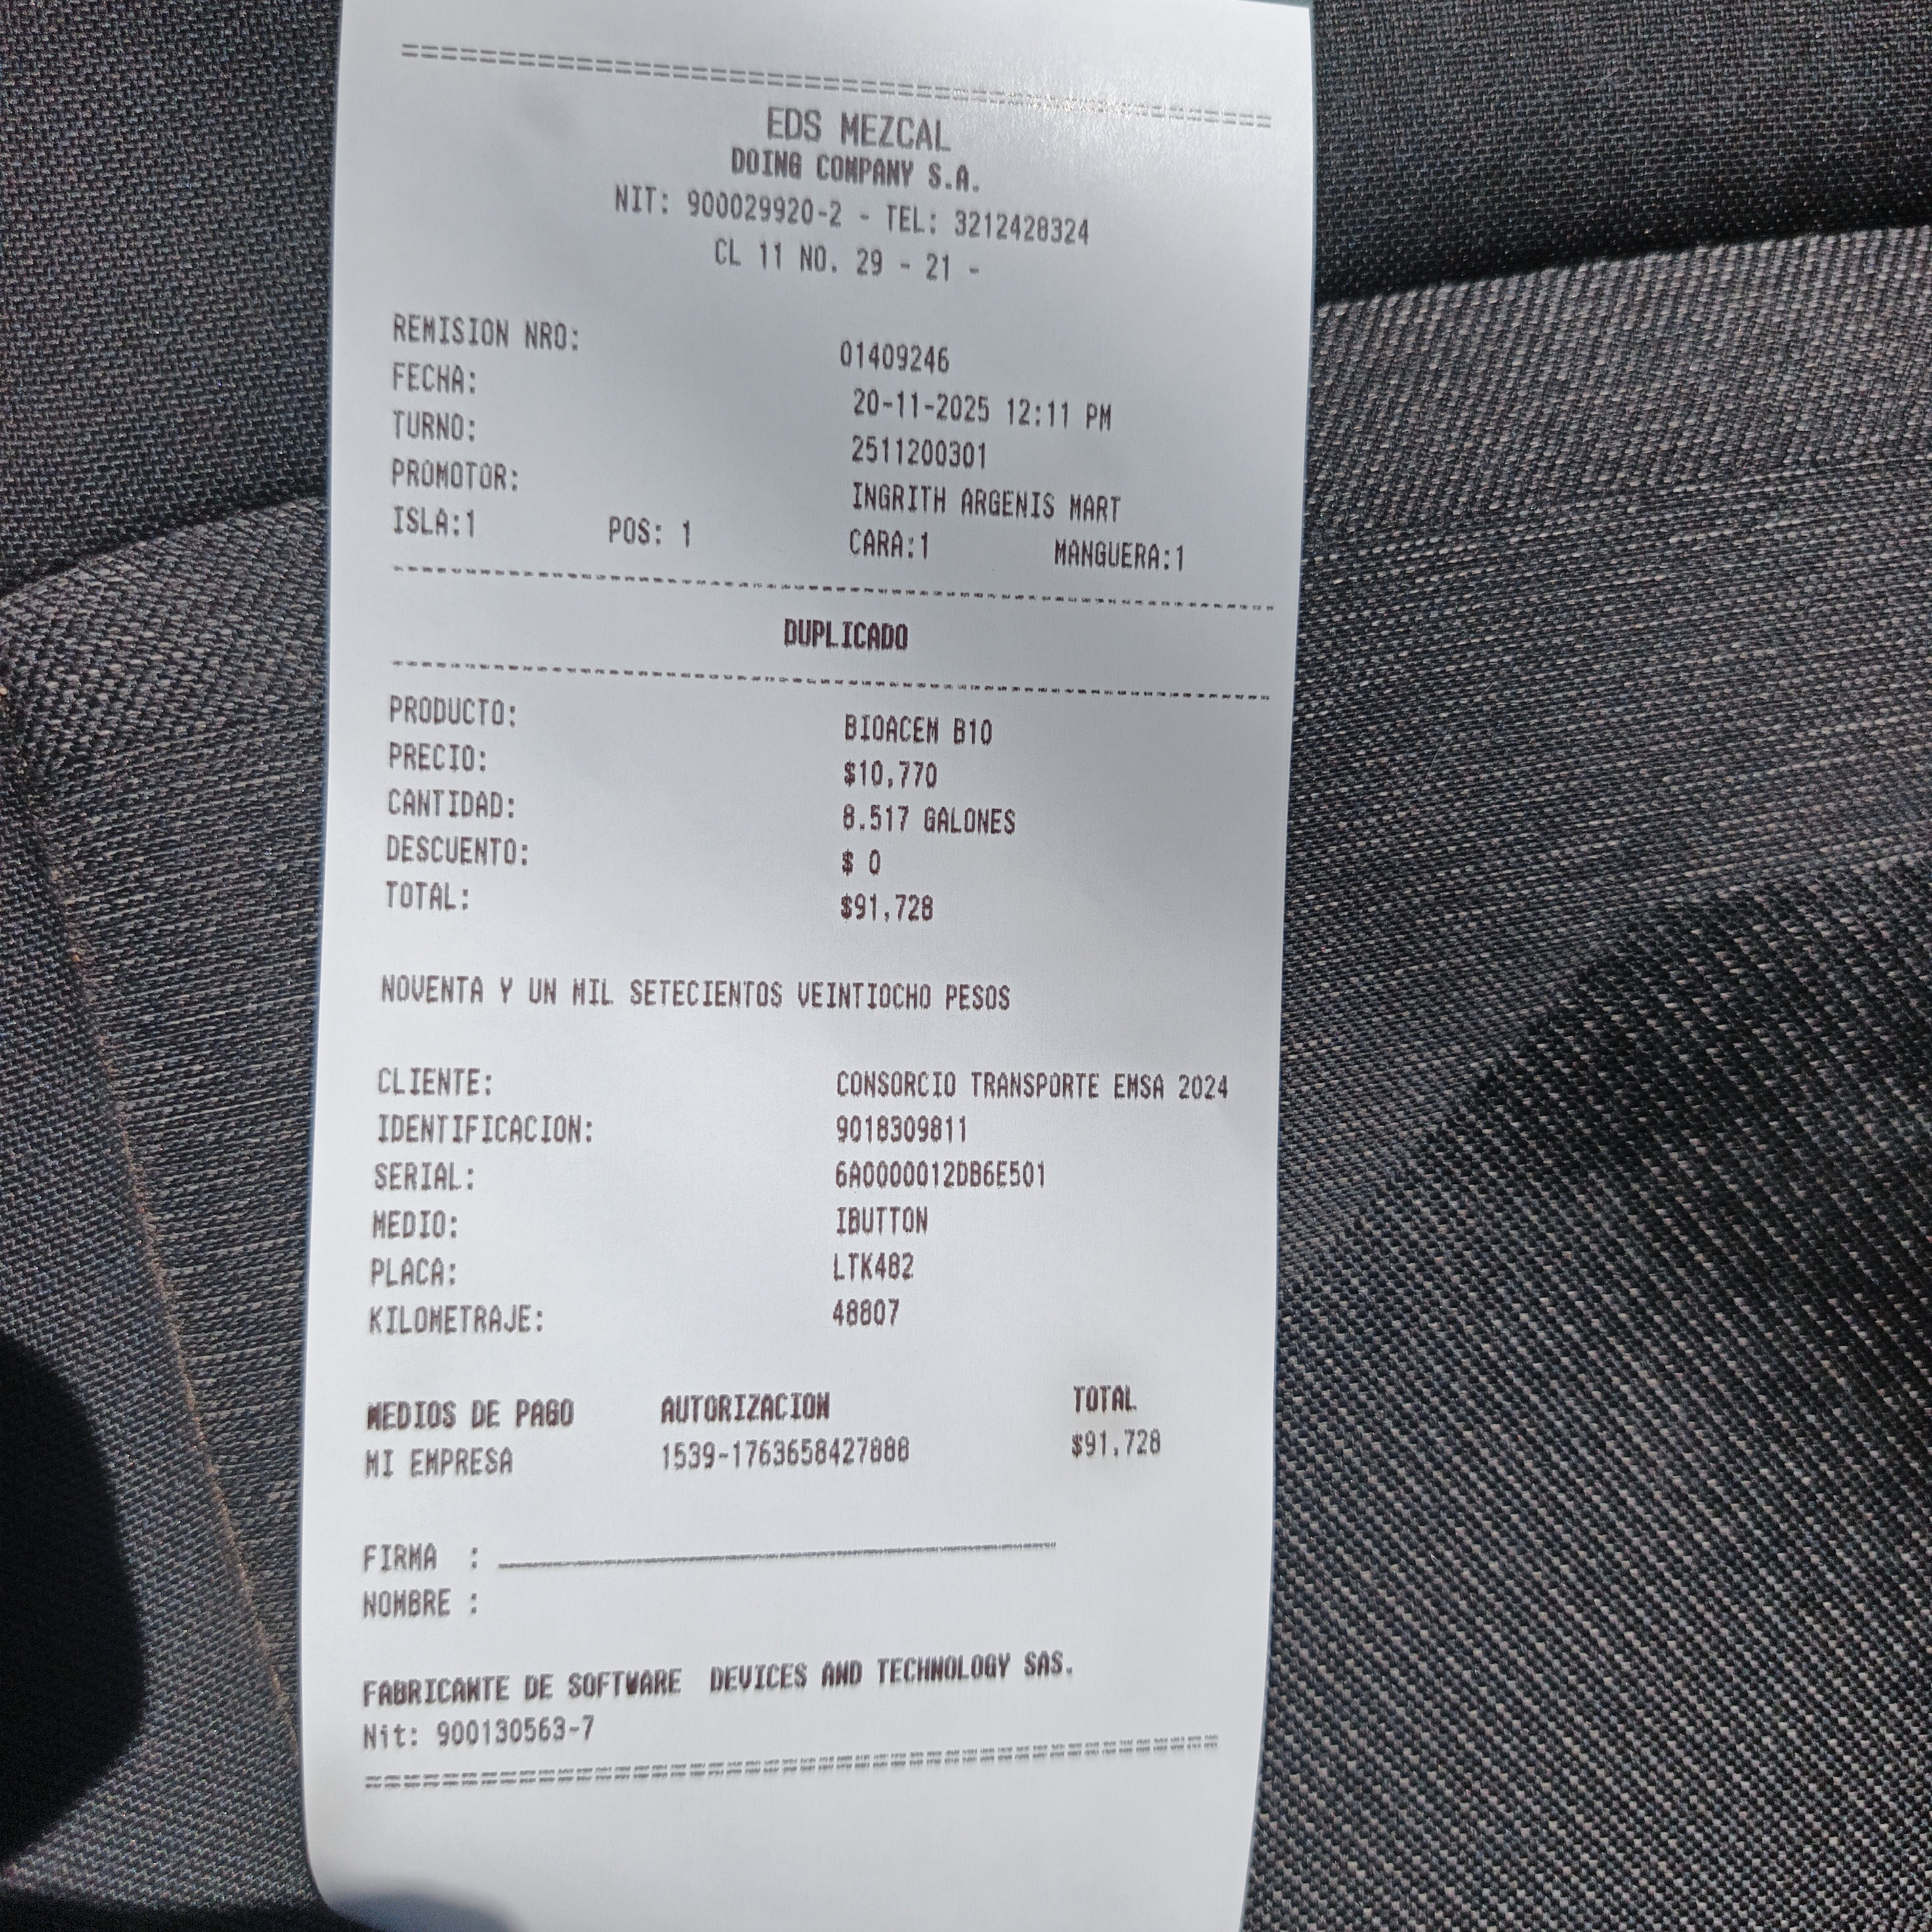 ================================================
EDS MEZCAL
DOING COMPANY S.A.
NIT: 900029920-2 - TEL: 3212428324
CL 11 NO. 29 - 21 -
REMISION NRO: 01409246
FECHA: 20-11-2025 12:11 PM
TURNO: 2511200301
PROMOTOR: INGRITH ARGENIS MART
ISLA:1 POS: 1 CARA:1 MANGUERA:1
------------------------------------------------
DUPLICADO
------------------------------------------------
PRODUCTO: BIOACEM B10
PRECIO: $10,770
CANTIDAD: 8.517 GALONES
DESCUENTO: $ 0
TOTAL: $91,728
NOVENTA Y UN MIL SETECIENTOS VEINTIOCHO PESOS
CLIENTE: CONSORCIO TRANSPORTE EMSA 2024
IDENTIFICACION: 9018309811
SERIAL: 6A0000012DB6E501
MEDIO: IBUTTON
PLACA: LTK482
KILOMETRAJE: 48807
MEDIOS DE PAGO AUTORIZACION TOTAL
MI EMPRESA 1539-1763658427888 $91,728
FIRMA : ______________________________
NOMBRE :
FABRICANTE DE SOFTWARE DEVICES AND TECHNOLOGY SAS.
Nit: 900130563-7
================================================